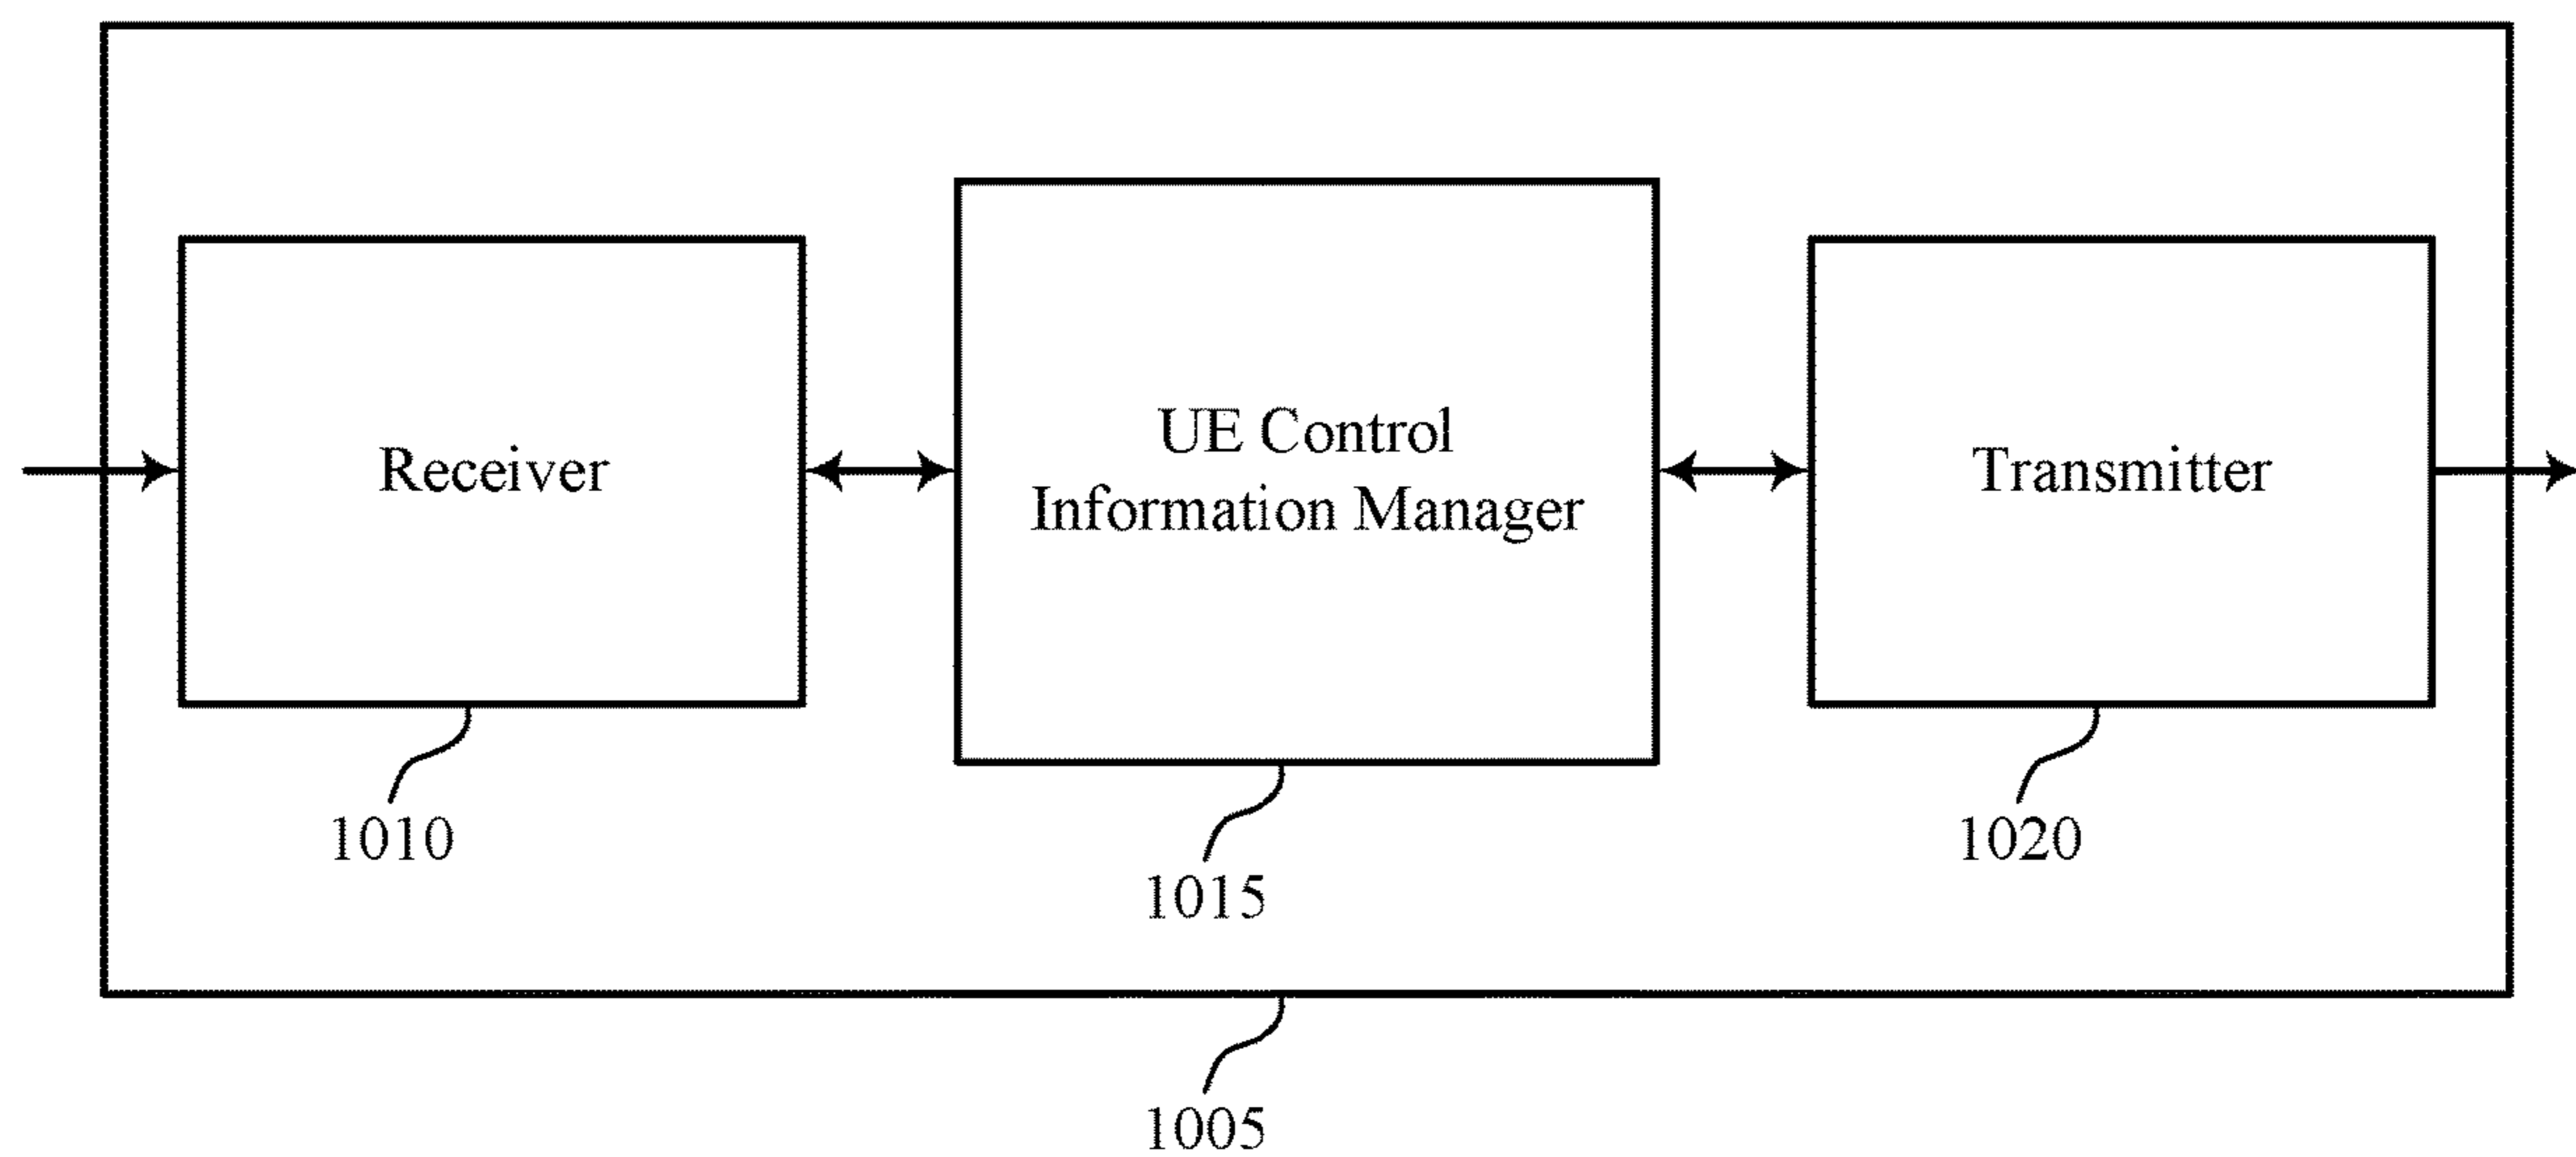 Receiver
UE Control
Information Manager
Transmitter
1010
1015
1020
1005